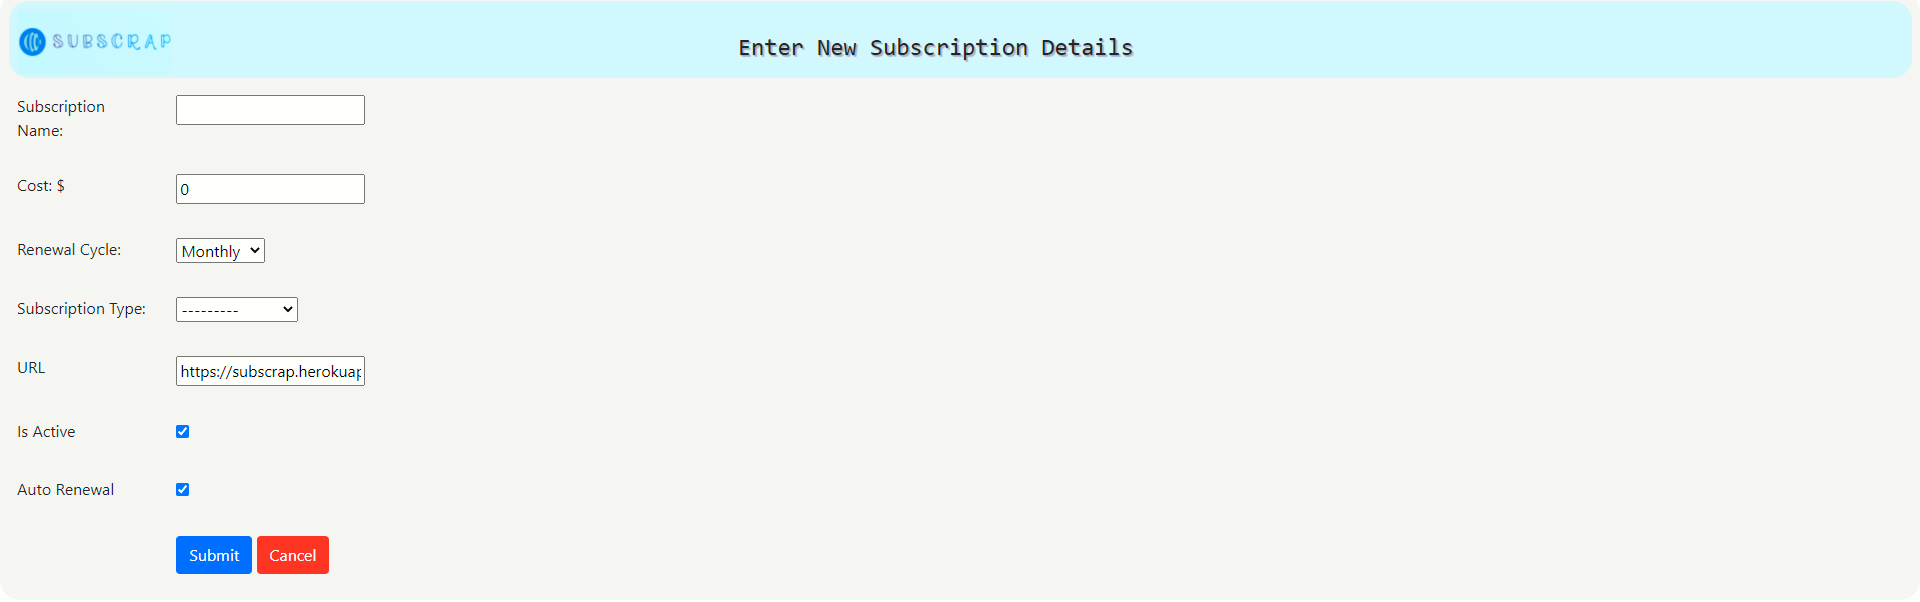 SUBSCRAP
Enter New Subscription Details
Subscription
Name:
Cost: $
0
Renewal Cycle:
Monthly
Subscription Type:
---------
URL
https://subscrap.herokuap
Is Active
Auto Renewal
Submit
Cancel